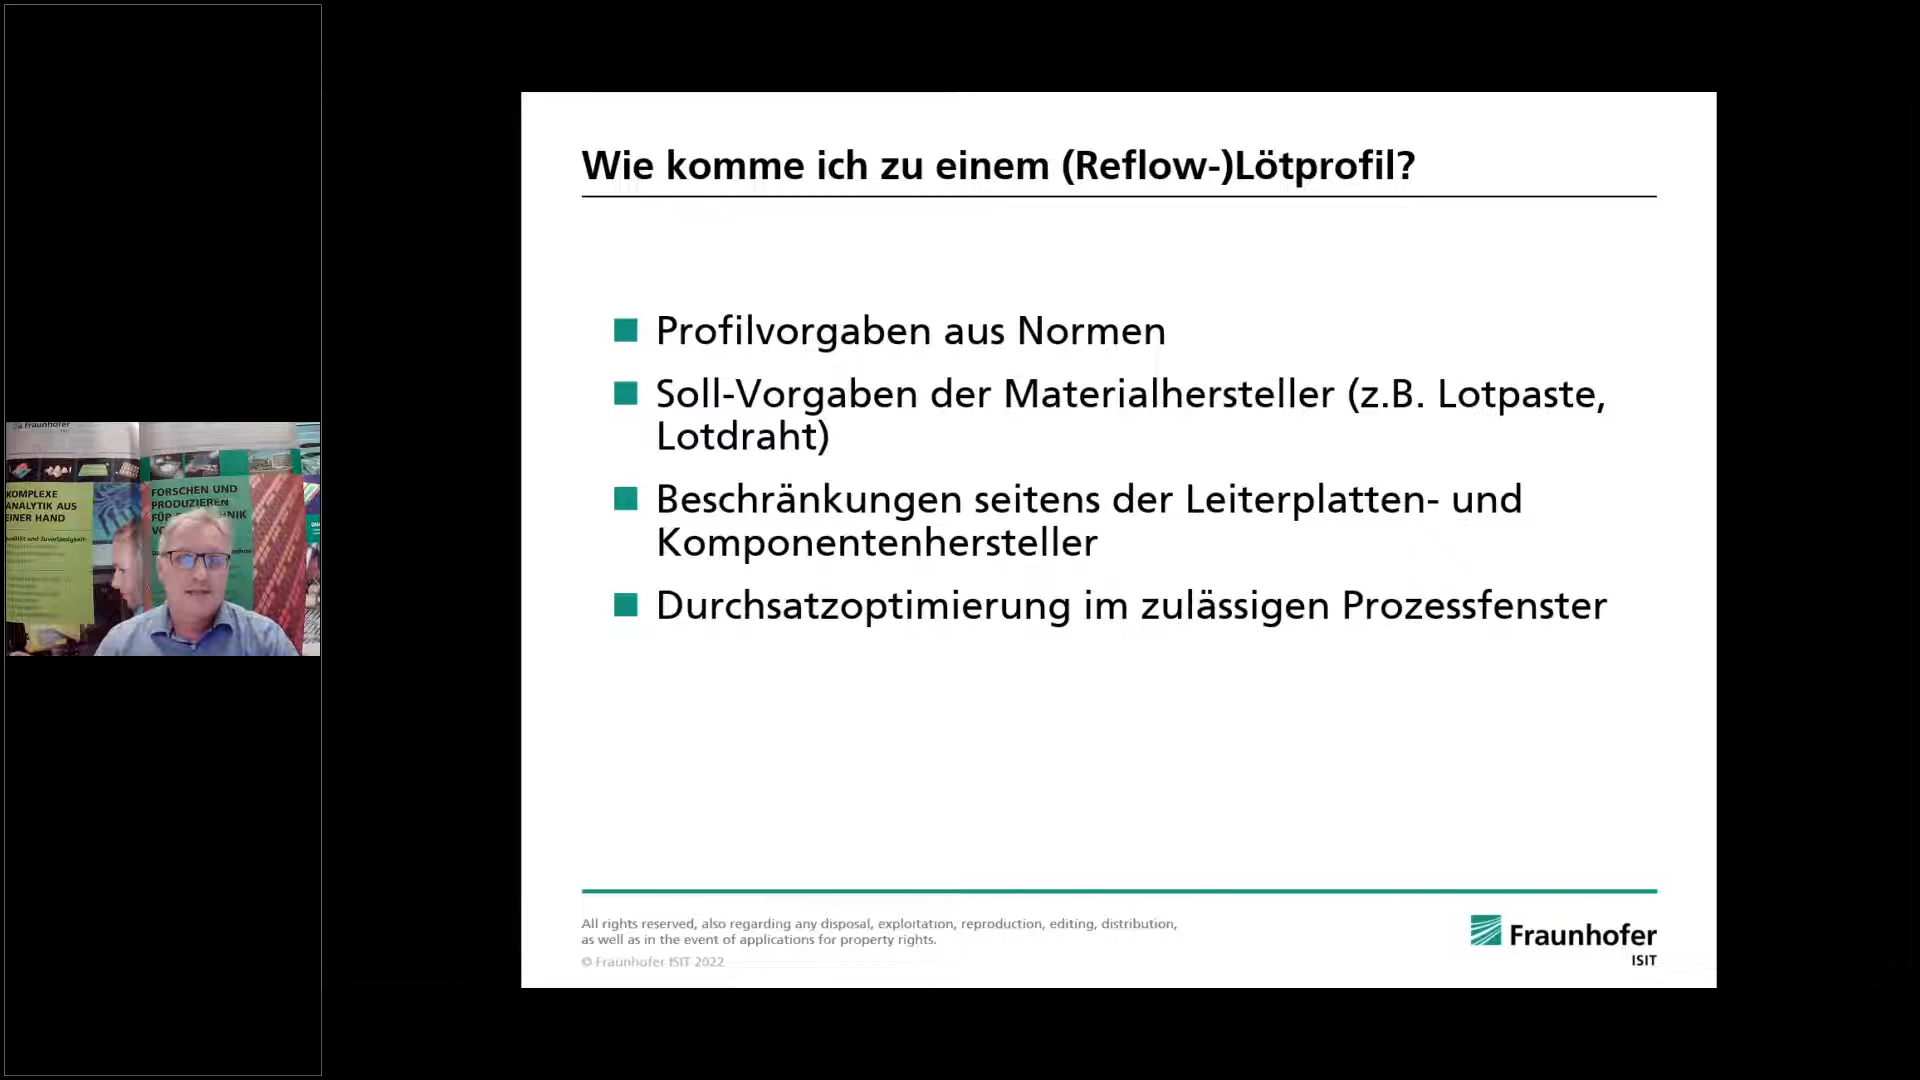 Fraunhofer
KOMPLEXE
ANALYTIK AUS
EINER HAND
FORSCHEN UND
PRODUZIEREN
Wie komme ich zu einem (Reflow-)Lötprofil?
Profilvorgaben aus Normen
Soll-Vorgaben der Materialhersteller (z.B. Lotpaste,
Lotdraht)
Beschränkungen seitens der Leiterplatten- und
Komponentenhersteller
Durchsatzoptimierung im zulässigen Prozessfenster
All rights reserved, also regarding any disposal, exploitation, reproduction, editing, distribution,
as well as in the event of applications for property rights.
© Fraunhofer ISIT 2022
Fraunhofer
ISIT